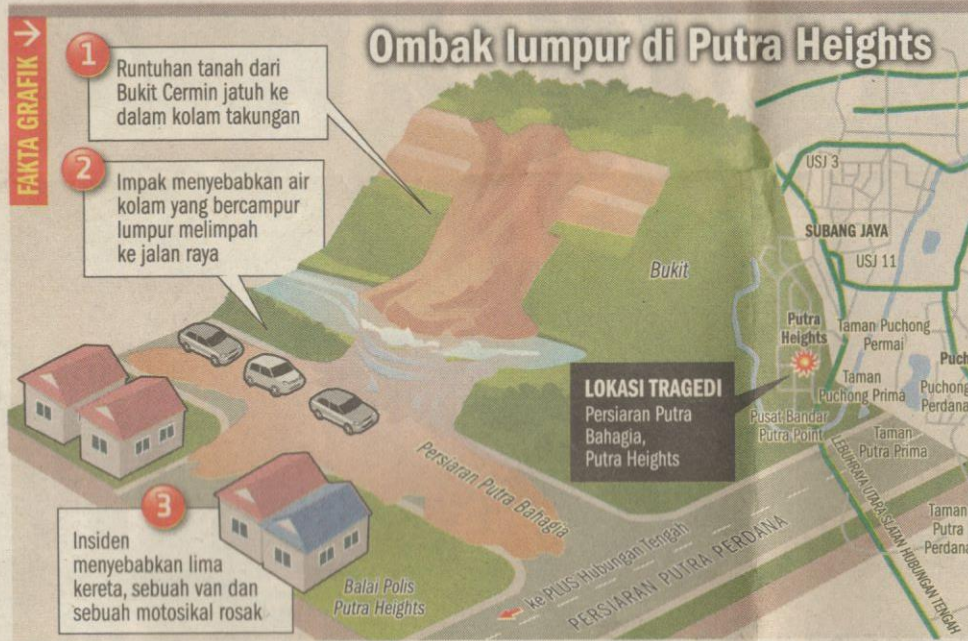 FAKTA GRAFIK
Ombak lumpur di Putra Heights
1
Runtuhan tanah dari
Bukit Cermin jatuh ke
dalam kolam takungan
2
Impak menyebabkan air
kolam yang bercampur
lumpur melimpah
ke jalan raya
3
Insiden
menyebabkan lima
kereta, sebuah van dan
sebuah motosikal rosak
Bukit
Persiaran Putra Bahagia
Balai Polis
Putra Heights
ke PLUS Hubungan Tengah
PERSIARAN PUTRA PERDANA
LOKASI TRAGEDI
Persiaran Putra
Bahagia,
Putra Heights
USJ 3
SUBANG JAYA
USJ 11
Putra
Heights
Taman Puchong
Permai
Puch
Taman
Puchong Prima
Puchong
Perdana
Pusat Bandar
Putra Point
Taman
Putra Prima
LEBUHRAYA UTARA-SLATAN HUBUNGAN TENGAH
Taman
Putra
Perdana